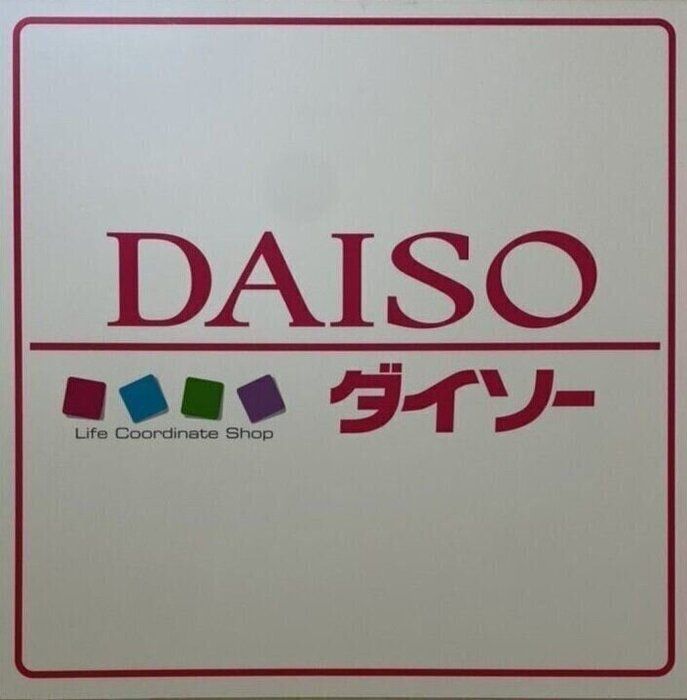 DAISO
ダイソー
Life Coordinate Shop